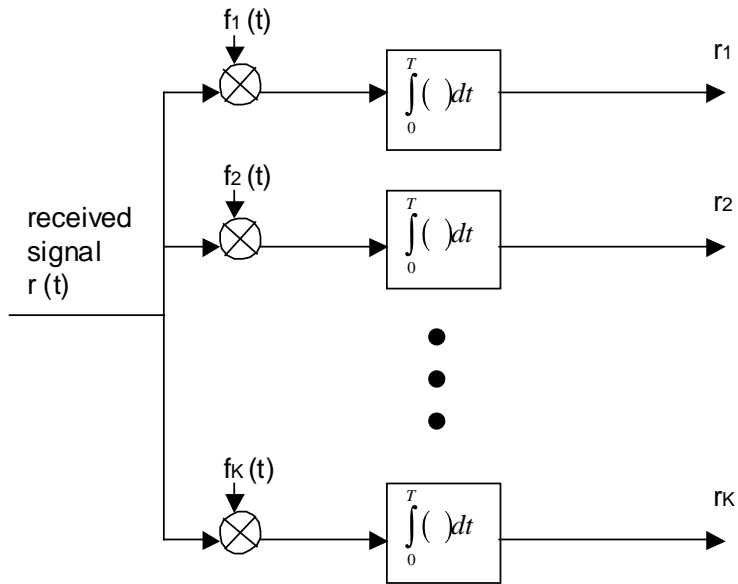 f1 (t)
r1
T
∫( )dt
0
f2 (t)
r2
T
∫( )dt
0
received
signal
r (t)
fK (t)
rK
T
∫( )dt
0